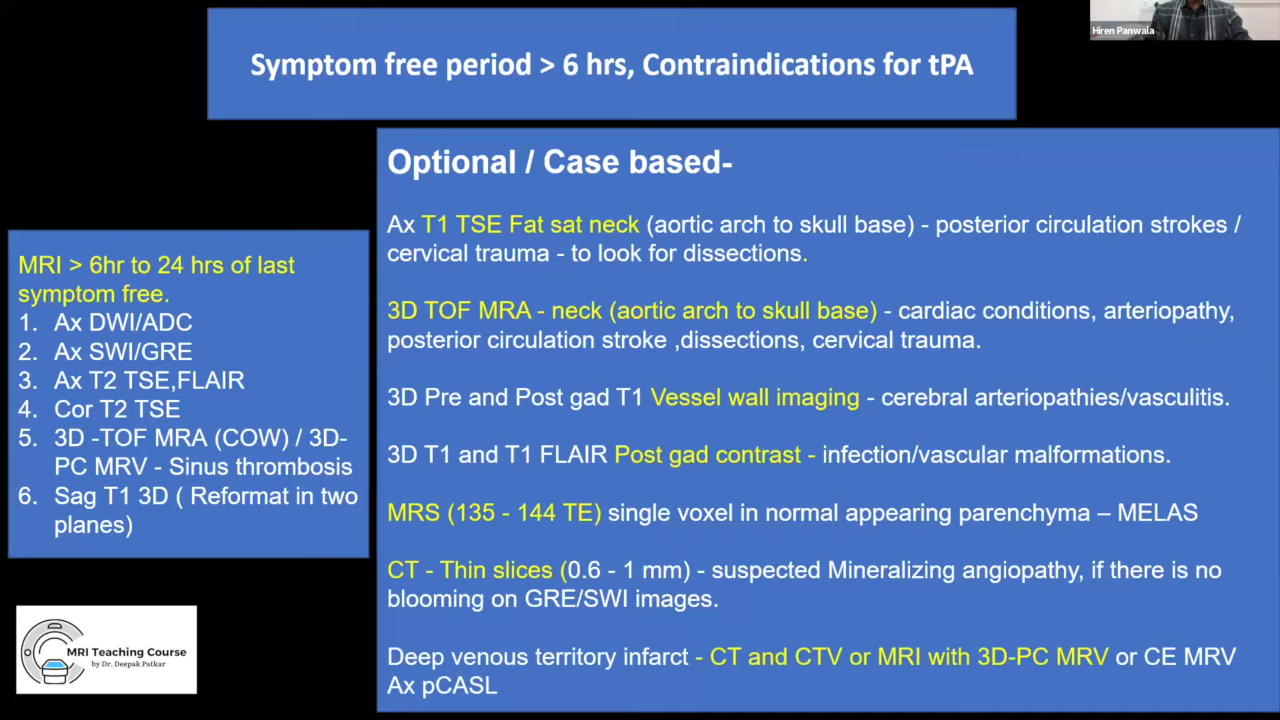 Hiren Panwala
Symptom free period > 6 hrs, Contraindications for tPA
MRI > 6hr to 24 hrs of last
symptom free.
1. Ax DWI/ADC
2. Ax SWI/GRE
3. Ax T2 TSE,FLAIR
4. Cor T2 TSE
5. 3D -TOF MRA (COW) / 3D-
PC MRV - Sinus thrombosis
6. Sag T1 3D ( Reformat in two
planes)
Optional / Case based-
Ax T1 TSE Fat sat neck (aortic arch to skull base) - posterior circulation strokes /
cervical trauma - to look for dissections.
3D TOF MRA - neck (aortic arch to skull base) - cardiac conditions, arteriopathy,
posterior circulation stroke ,dissections, cervical trauma.
3D Pre and Post gad T1 Vessel wall imaging - cerebral arteriopathies/vasculitis.
3D T1 and T1 FLAIR Post gad contrast - infection/vascular malformations.
MRS (135 - 144 TE) single voxel in normal appearing parenchyma – MELAS
CT - Thin slices (0.6 - 1 mm) - suspected Mineralizing angiopathy, if there is no
blooming on GRE/SWI images.
Deep venous territory infarct - CT and CTV or MRI with 3D-PC MRV or CE MRV
Ax pCASL
MRI Teaching Course
by Dr. Deepak Patkar